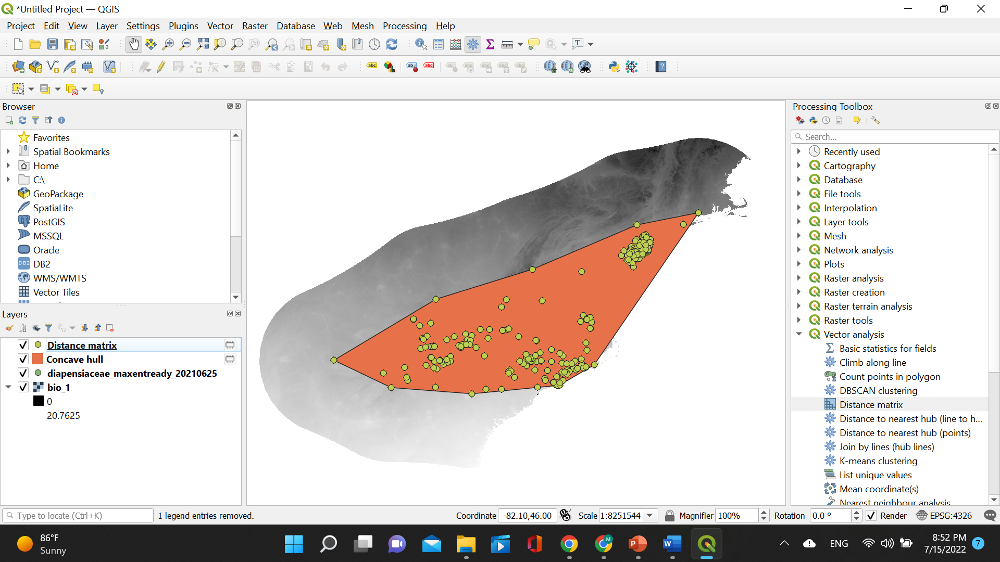 *Untitled Project — QGIS
Project Edit View Layer Settings Plugins Vector Raster Database Web Mesh Processing Help
Browser
Favorites
Spatial Bookmarks
Home
C:\
GeoPackage
SpatiaLite
PostGIS
MSSQL
Oracle
DB2
WMS/WMTS
Vector Tiles
Layers
Distance matrix
Concave hull
diapensiaceae_maxentready_20210625
bio_1
0
20.7625
Processing Toolbox
Search...
Recently used
Cartography
Database
File tools
Interpolation
Layer tools
Mesh
Network analysis
Plots
Raster analysis
Raster creation
Raster terrain analysis
Raster tools
Vector analysis
Basic statistics for fields
Climb along line
Count points in polygon
DBSCAN clustering
Distance matrix
Distance to nearest hub (line to h...
Distance to nearest hub (points)
Join by lines (hub lines)
K-means clustering
List unique values
Mean coordinate(s)
Nearest neighbour analysis
Type to locate (Ctrl+K) 1 legend entries removed. Coordinate -82.10,46.00 Scale 1:8251544 Magnifier 100% Rotation 0.0 ° Render EPSG:4326
86°F
Sunny
ENG
8:52 PM
7/15/2022
7